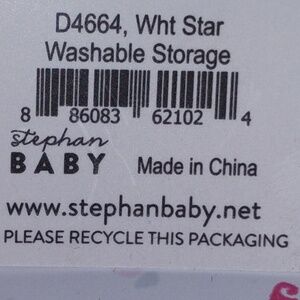 D4664, Wht Star
Washable Storage
8 86083 62102 4
stephan
BABY
Made in China
www.stephanbaby.net
PLEASE RECYCLE THIS PACKAGING